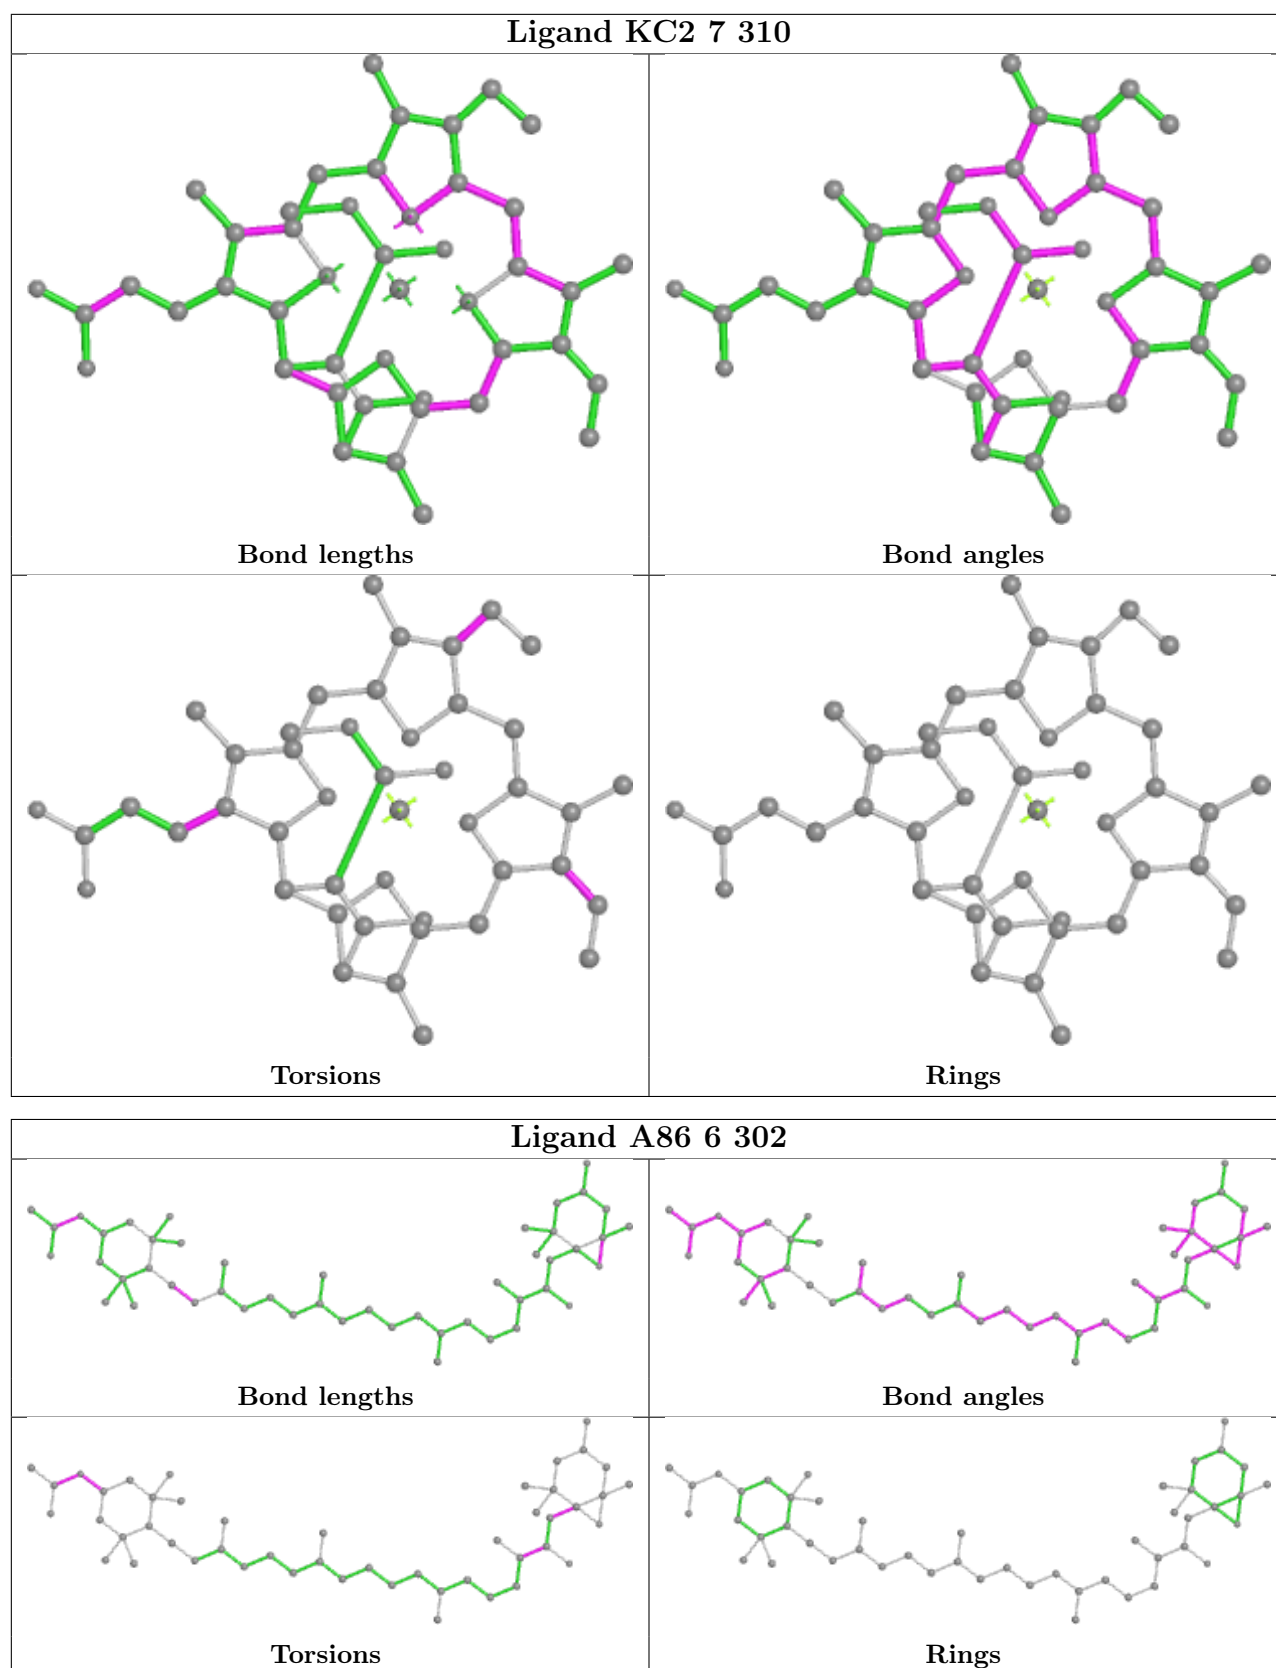 Ligand KC2 7 310
Bond lengths
Bond angles
Torsions
Rings
Ligand A86 6 302
Bond lengths
Bond angles
Torsions
Rings